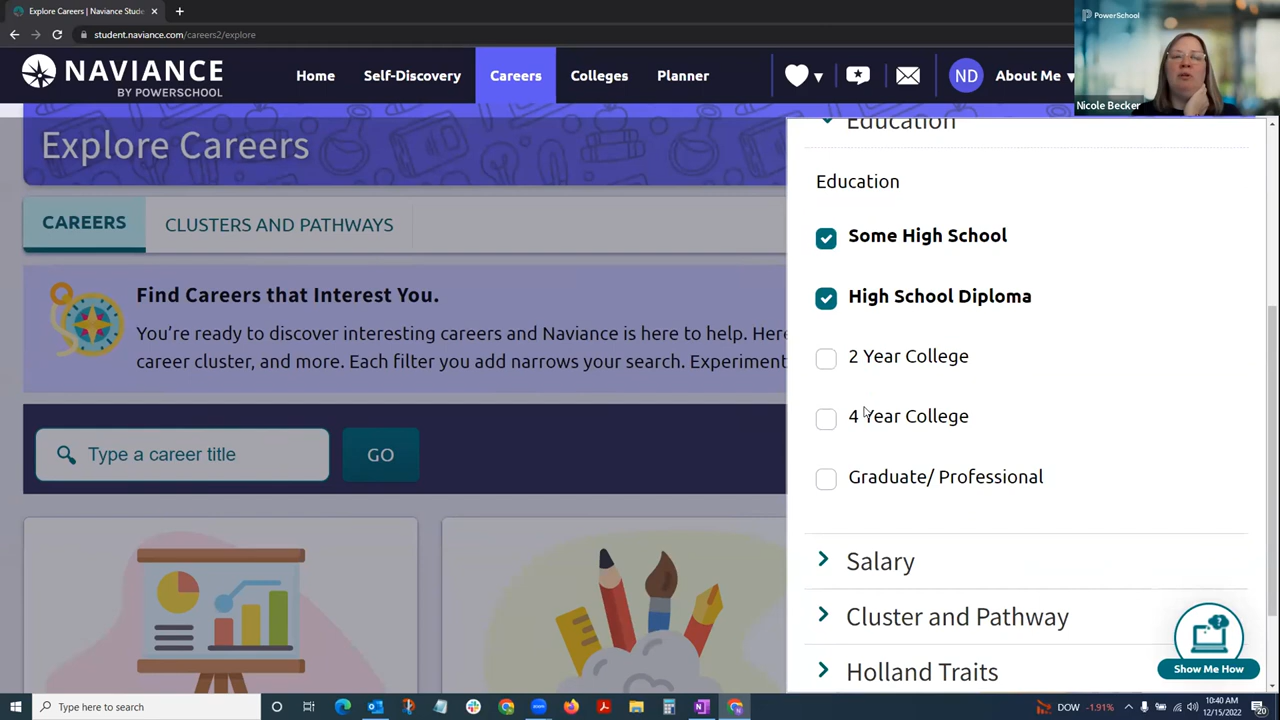 Explore Careers | Naviance Stude
student.naviance.com/careers2/explore
PowerSchool
Nicole Becker
NAVIANCE
BY POWERSCHOOL
Home
Self-Discovery
Careers
Colleges
Planner
ND
About Me
Explore Careers
CAREERS
CLUSTERS AND PATHWAYS
Find Careers that Interest You.
You're ready to discover interesting careers and Naviance is here to help. Here
career cluster, and more. Each filter you add narrows your search. Experiment
Type a career title
GO
Education
Education
Some High School
High School Diploma
2 Year College
4 Year College
Graduate/ Professional
Salary
Cluster and Pathway
Holland Traits
Show Me How
Type here to search
DOW -1.91%
10:40 AM
12/15/2022
20